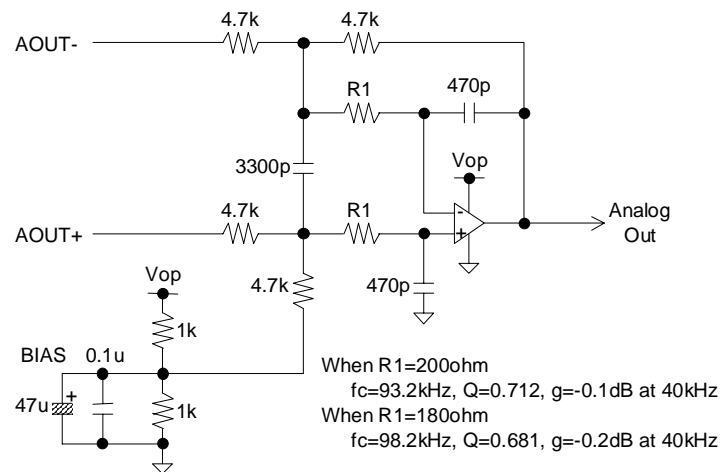 4.7k
4.7k
AOUT-
R1
470p
Vop
3300p
4.7k
R1
Analog
Out
AOUT+
-
+
Vop
4.7k
470p
1k
BIAS
0.1u
When R1=200ohm
fc=93.2kHz, Q=0.712, g=-0.1dB at 40kHz
47u
+
1k
When R1=180ohm
fc=98.2kHz, Q=0.681, g=-0.2dB at 40kHz